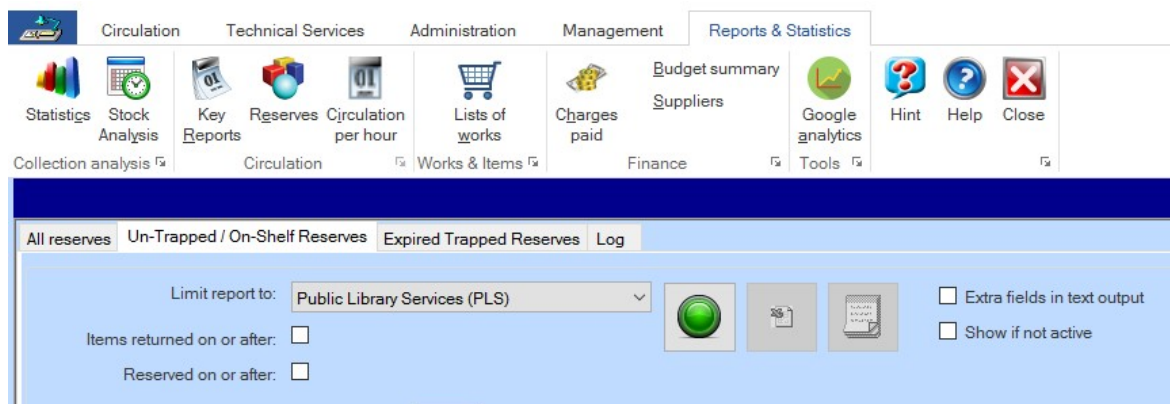 Circulation Technical Services Administration Management Reports & Statistics
Statistics Stock Analysis Key Reports Reserves Circulation per hour Lists of works Charges paid Budget summary Suppliers Google analytics Hint Help Close
Collection analysis Circulation Works & Items Finance Tools
All reserves Un-Trapped / On-Shelf Reserves Expired Trapped Reserves Log
Limit report to: Public Library Services (PLS) Extra fields in text output
Items returned on or after: Show if not active
Reserved on or after: